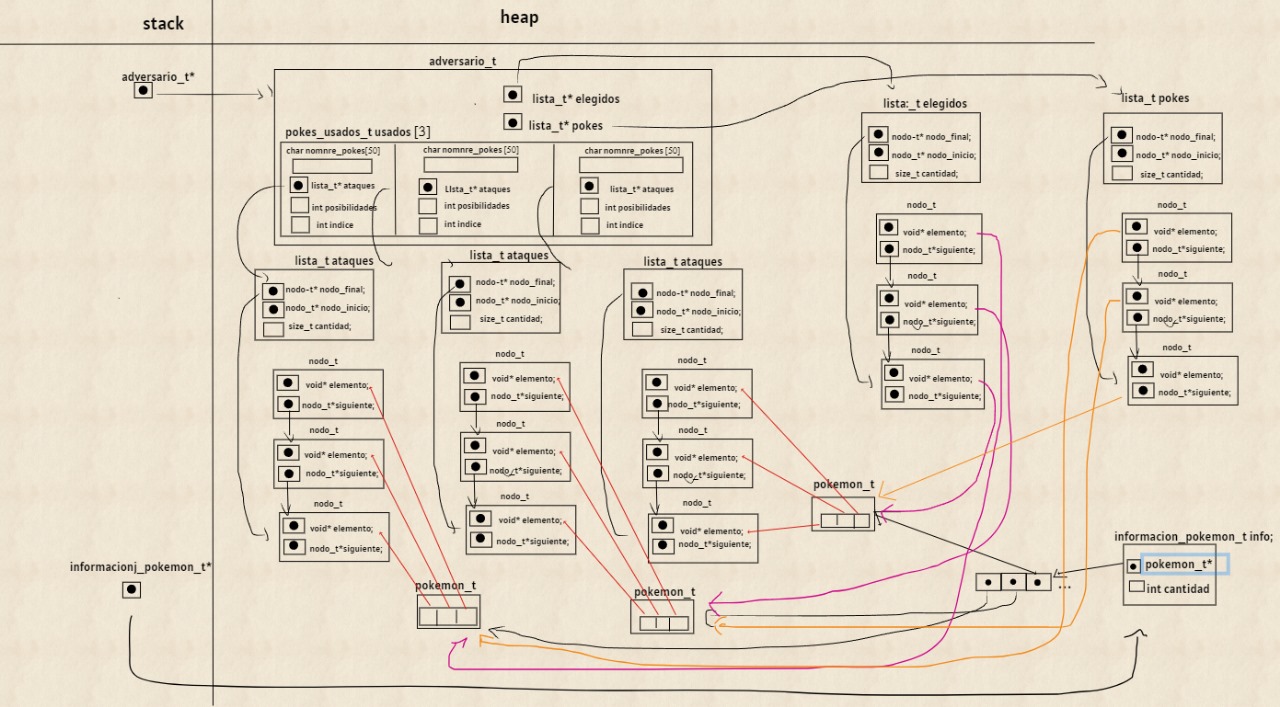 stack
heap
adversario_t*
adversario_t
lista_t* elegidos
lista_t* pokes
pokes_usados_t usados [3]
char nomnre_pokes[50]
lista_t* ataques
int posibilidades
int indice
char nomnre_pokes [50]
LIsta_t* ataques
int posibilidades
int indice
char nomnre_pokes [50]
lista_t* ataques
int posibilidades
int indice
lista:_t elegidos
nodo-t* nodo_final;
nodo_t* nodo_inicio;
size_t cantidad;
nodo_t
void* elemento;
nodo_t*siguiente;
nodo_t
void* elemento;
nodo_t*siguiente;
nodo_t
void* elemento;
nodo_t*siguiente;
lista_t pokes
nodo-t* nodo_final;
nodo_t* nodo_inicio;
size_t cantidad;
nodo_t
void* elemento;
nodo_t*siguiente;
nodo_t
void* elemento;
nodo_t*siguiente;
nodo_t
void* elemento;
nodo_t*siguiente;
lista_t ataques
nodo-t* nodo_final;
nodo_t* nodo_inicio;
size_t cantidad;
nodo_t
void* elemento;
nodo_t*siguiente;
nodo_t
void* elemento;
nodo_t*siguiente;
nodo_t
void* elemento;
nodo_t*siguiente;
lista_t ataques
nodo-t* nodo_final;
nodo_t* nodo_inicio;
size_t cantidad;
nodo_t
void* elemento;
nodo_t*siguiente;
nodo_t
void* elemento;
nodo_t*siguiente;
nodo_t
void* elemento;
nodo_t*siguiente;
lista_t ataques
nodo-t* nodo_final;
nodo_t* nodo_inicio;
size_t cantidad;
nodo_t
void* elemento;
nodo_t*siguiente;
nodo_t
void* elemento;
nodo_t*siguiente;
nodo_t
void* elemento;
nodo_t*siguiente;
pokemon_t
informacionj_pokemon_t*
pokemon_t
pokemon_t
...
informacion_pokemon_t info;
pokemon_t*
int cantidad